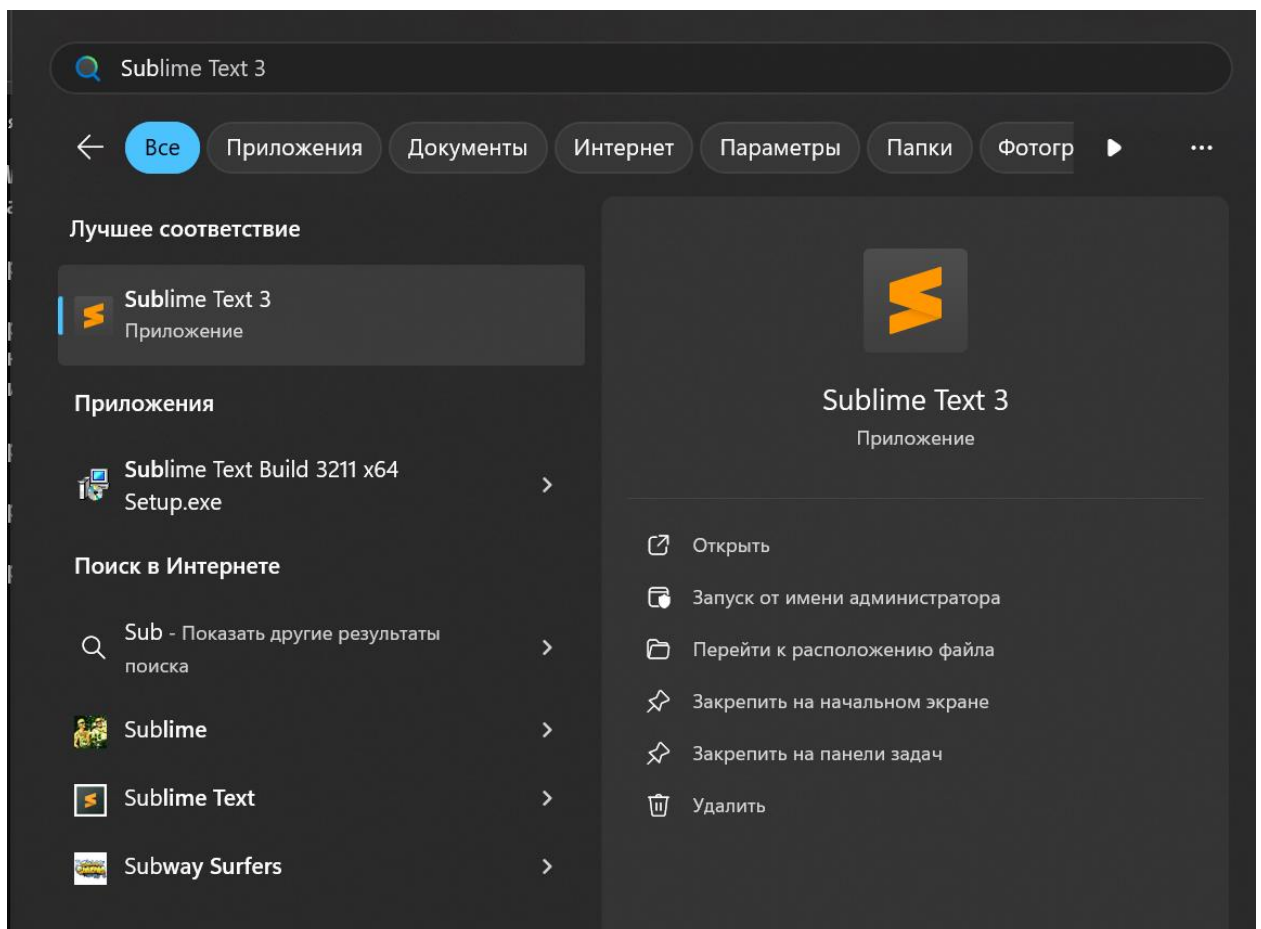 Sublime Text 3
Все Приложения Документы Интернет Параметры Папки Фотогр
Лучшее соответствие
Sublime Text 3
Приложение
Приложения
Sublime Text Build 3211 x64
Setup.exe
Поиск в Интернете
Sub - Показать другие результаты
поиска
Sublime
Sublime Text
Subway Surfers
Sublime Text 3
Приложение
Открыть
Запуск от имени администратора
Перейти к расположению файла
Закрепить на начальном экране
Закрепить на панели задач
Удалить